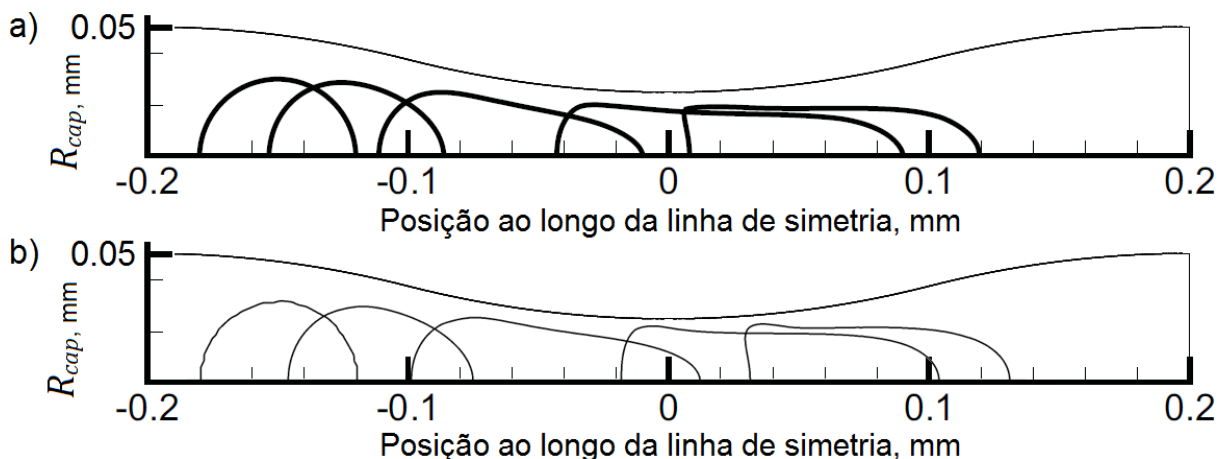 a)
0.05
R_cap, mm
-0.2 -0.1 0 0.1 0.2
Posição ao longo da linha de simetria, mm
b)
0.05
R_cap, mm
-0.2 -0.1 0 0.1 0.2
Posição ao longo da linha de simetria, mm